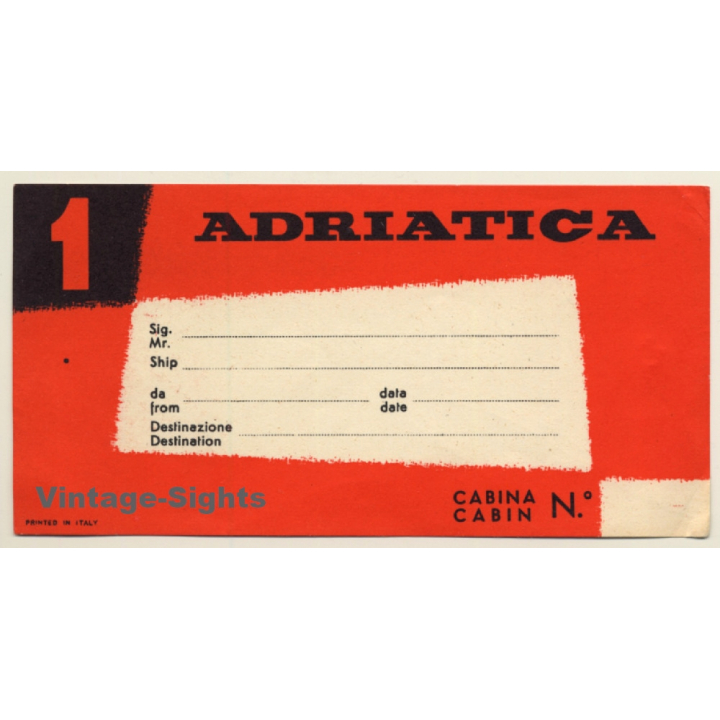 1
ADRIATICA
Sig.
Mr.
Ship
da data
from date
Destinazione
Destination
Vintage-Sights
CABINA
CABIN N.º
PRINTED IN ITALY